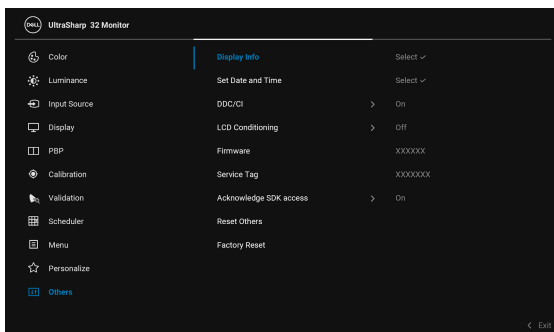 DELL UltraSharp 32 Monitor
Color Display Info Select ✓
Luminance Set Date and Time Select ✓
Input Source DDC/CI > On
Display LCD Conditioning > Off
PBP Firmware XXXXXX
Calibration Service Tag XXXXXXX
Validation Acknowledge SDK access > On
Scheduler Reset Others
Menu Factory Reset
Personalize
Others
< Exit